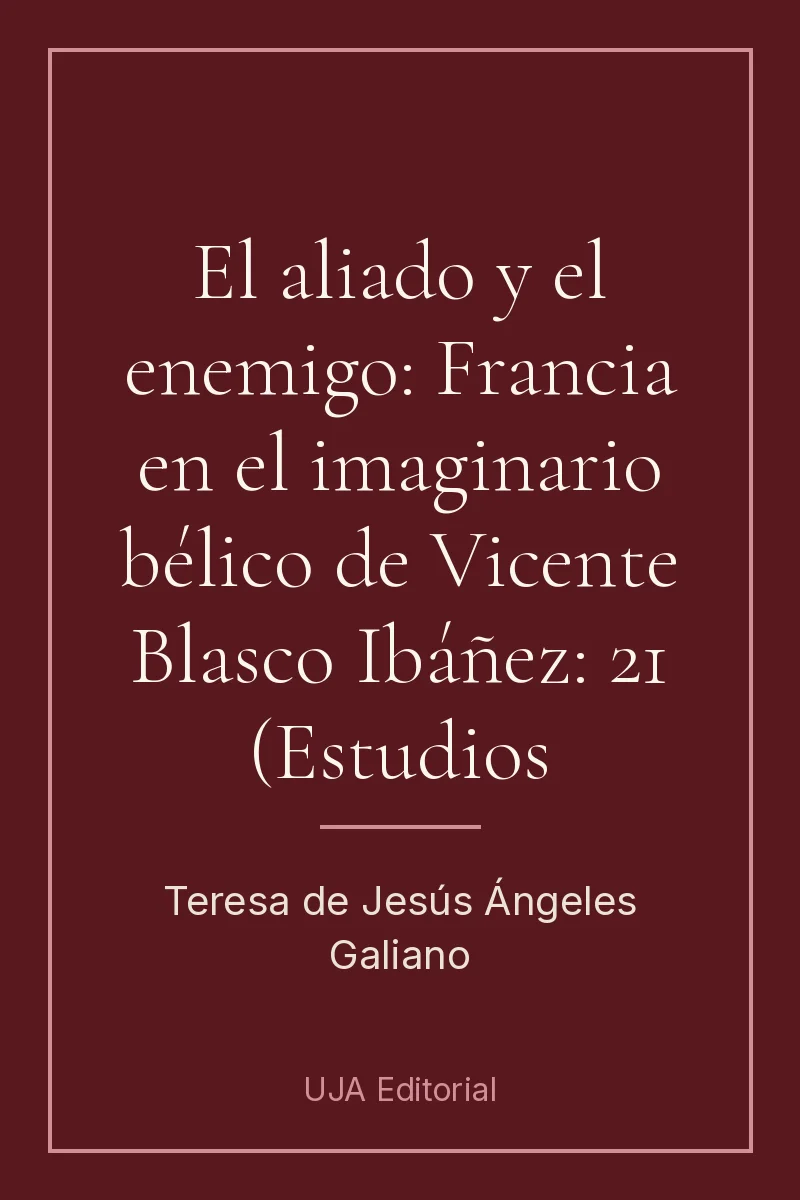 El aliado y el
enemigo: Francia
en el imaginario
bélico de Vicente
Blasco Ibáñez: 21
(Estudios
Teresa de Jesús Ángeles
Galiano
UJA Editorial